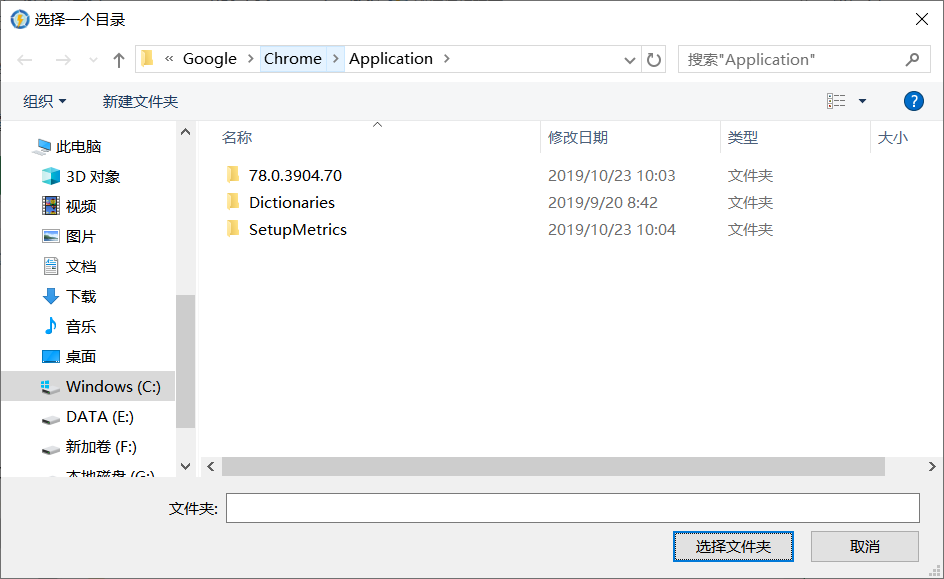 选择一个目录
« Google > Chrome > Application >
搜索"Application"
组织
新建文件夹
?
此电脑
3D 对象
视频
图片
文档
下载
音乐
桌面
Windows (C:)
DATA (E:)
新加卷 (F:)
本地磁盘 (G:)
名称 修改日期 类型 大小
78.0.3904.70 2019/10/23 10:03 文件夹
Dictionaries 2019/9/20 8:42 文件夹
SetupMetrics 2019/10/23 10:04 文件夹
文件夹:
选择文件夹 取消